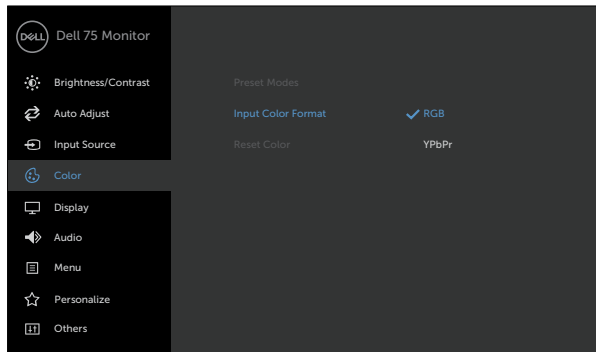 DELL Dell 75 Monitor
Brightness/Contrast Preset Modes
Auto Adjust Input Color Format RGB
Input Source Reset Color YPbPr
Color
Display
Audio
Menu
Personalize
Others